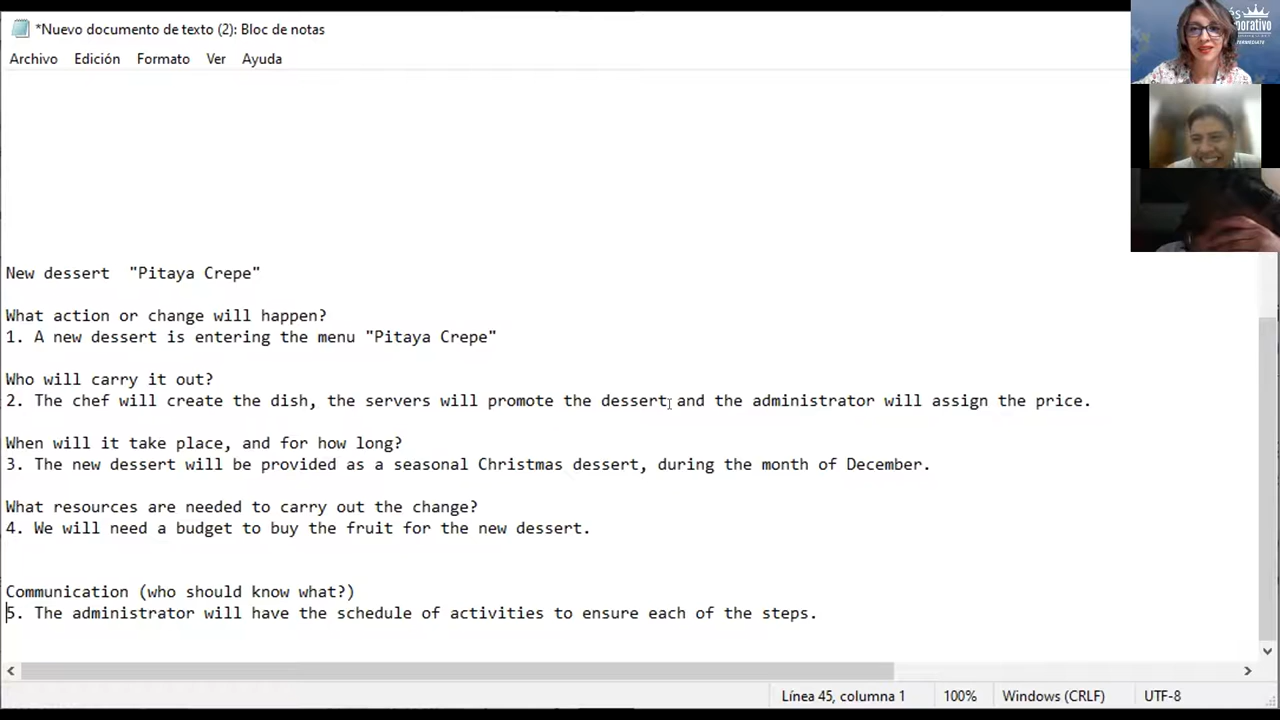 *Nuevo documento de texto (2): Bloc de notas
Archivo Edición Formato Ver Ayuda
New dessert "Pitaya Crepe"
What action or change will happen?
1. A new dessert is entering the menu "Pitaya Crepe"
Who will carry it out?
2. The chef will create the dish, the servers will promote the dessert and the administrator will assign the price.
When will it take place, and for how long?
3. The new dessert will be provided as a seasonal Christmas dessert, during the month of December.
What resources are needed to carry out the change?
4. We will need a budget to buy the fruit for the new dessert.
Communication (who should know what?)
5. The administrator will have the schedule of activities to ensure each of the steps.
Línea 45, columna 1 100% Windows (CRLF) UTF-8